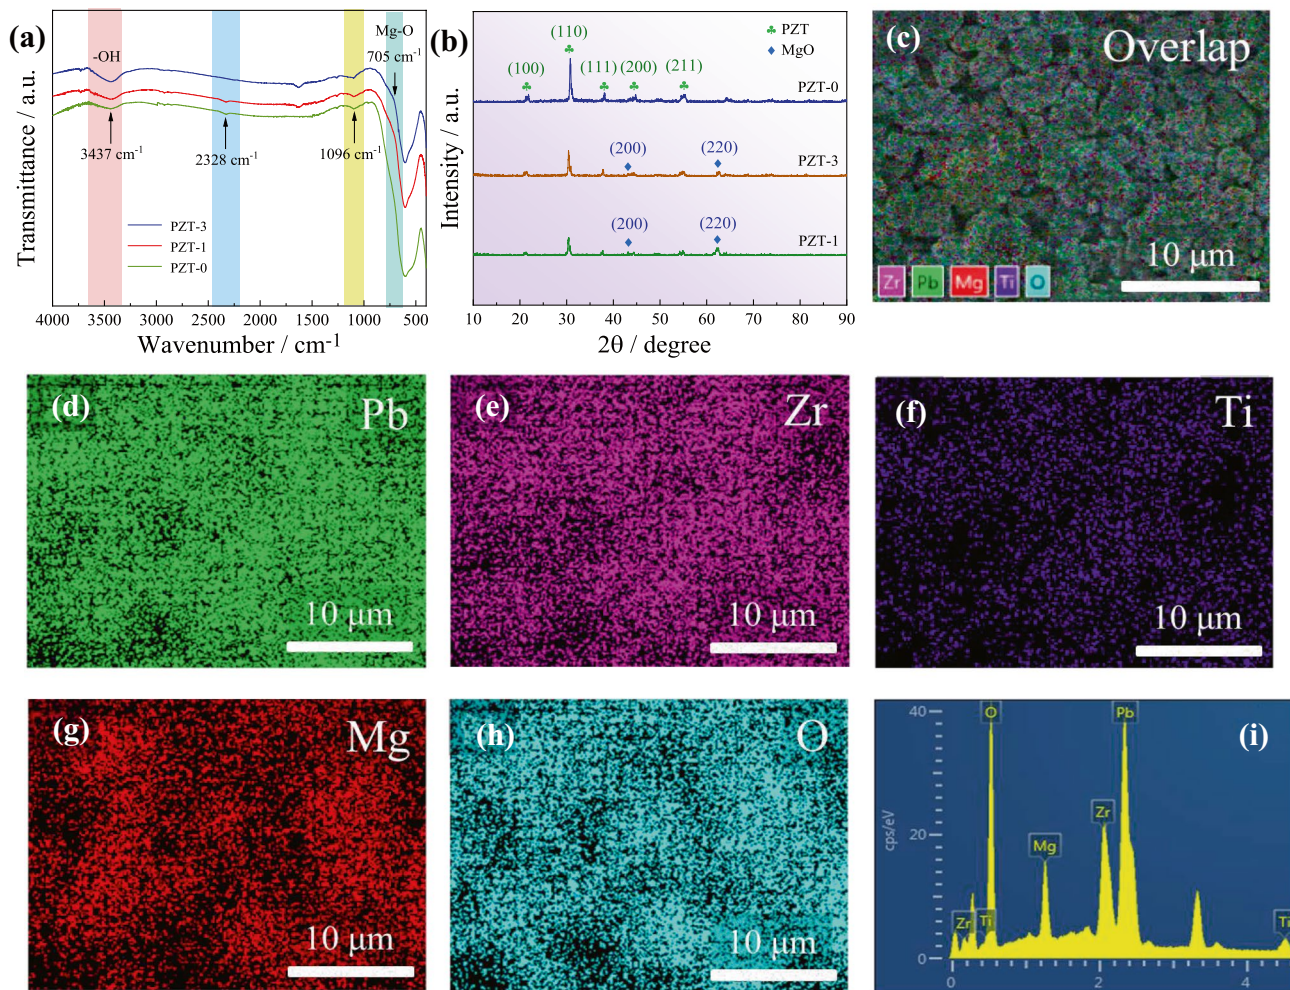 (a)
-OH
Mg-O
705 cm-1
3437 cm-1
2328 cm-1
1096 cm-1
PZT-3
PZT-1
PZT-0
4000 3500 3000 2500 2000 1500 1000 500
Wavenumber / cm-1
Transmittance / a.u.
(b)
PZT
MgO
(100) (110) (111) (200) (211)
PZT-0
(200) (220)
PZT-3
(200) (220)
PZT-1
10 20 30 40 50 60 70 80 90
2θ / degree
Intensity / a.u.
(c)
Overlap
10 μm
Zr Pb Mg Ti O
(d)
Pb
10 μm
(e)
Zr
10 μm
(f)
Ti
10 μm
(g)
Mg
10 μm
(h)
O
10 μm
(i)
40
20
0
cps/eV
O
Pb
Zr
Mg
Zr
Ti
Ti
0 2 4